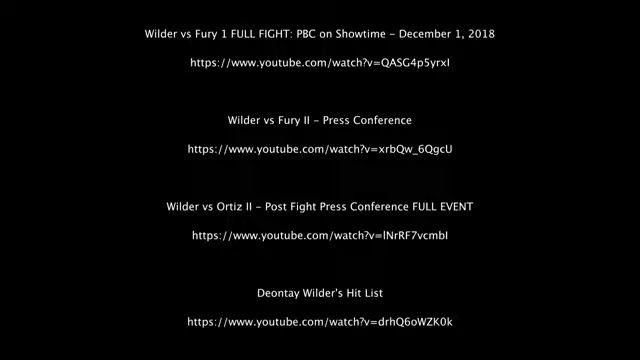 Wilder vs Fury 1 FULL FIGHT: PBC on Showtime - December 1, 2018
https://www.youtube.com/watch?v=QASG4p5yrxI
Wilder vs Fury II - Press Conference
https://www.youtube.com/watch?v=xrbQw_6QgcU
Wilder vs Ortiz II - Post Fight Press Conference FULL EVENT
https://www.youtube.com/watch?v=lNrRF7vcmbI
Deontay Wilder's Hit List
https://www.youtube.com/watch?v=drhQ6oWZK0k